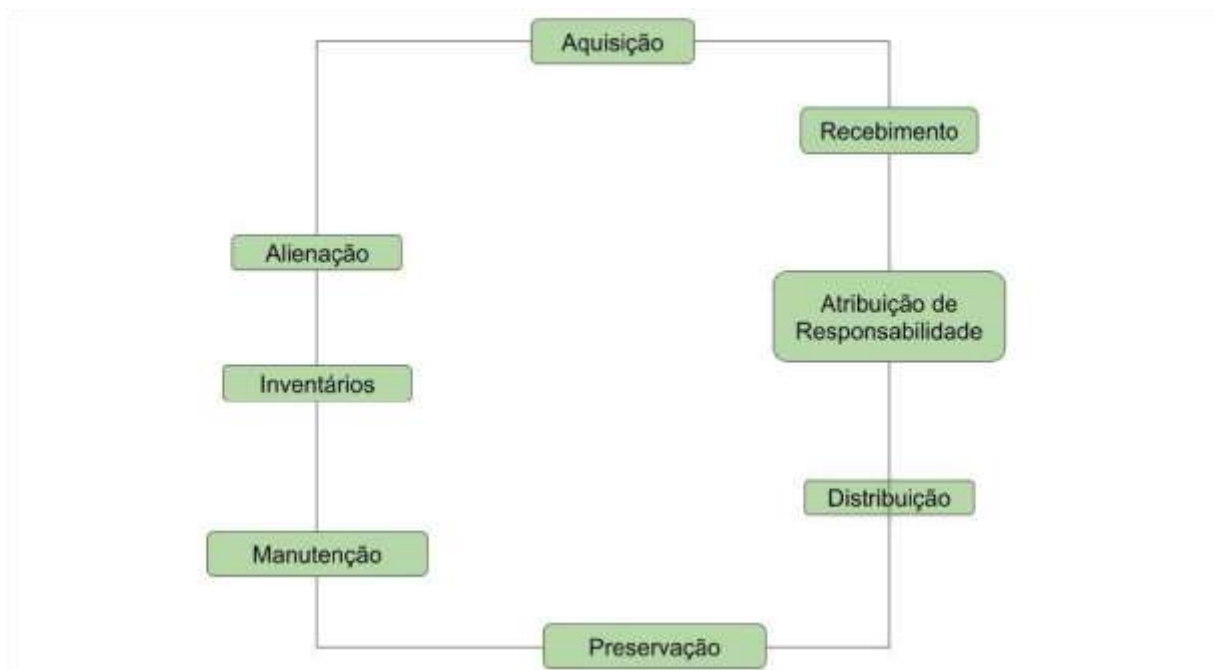 Aquisição
Recebimento
Alienação
Atribuição de
Responsabilidade
Inventários
Distribuição
Manutenção
Preservação